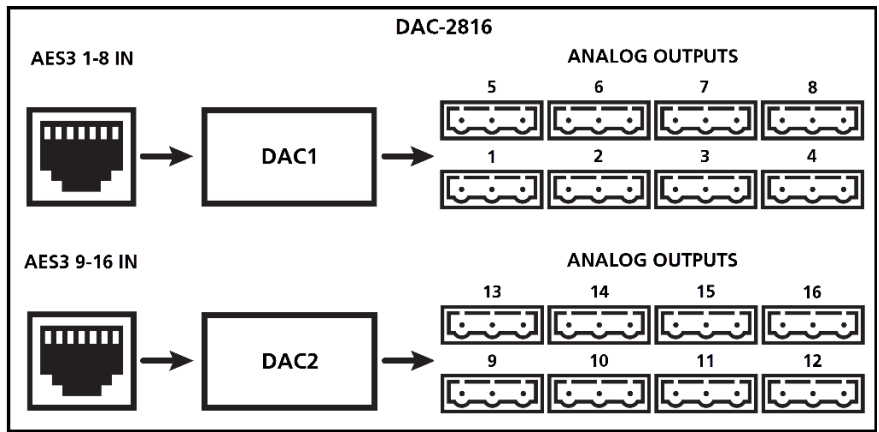 DAC-2816
AES3 1-8 IN
ANALOG OUTPUTS
5 6 7 8
DAC1
1 2 3 4
AES3 9-16 IN
ANALOG OUTPUTS
13 14 15 16
DAC2
9 10 11 12